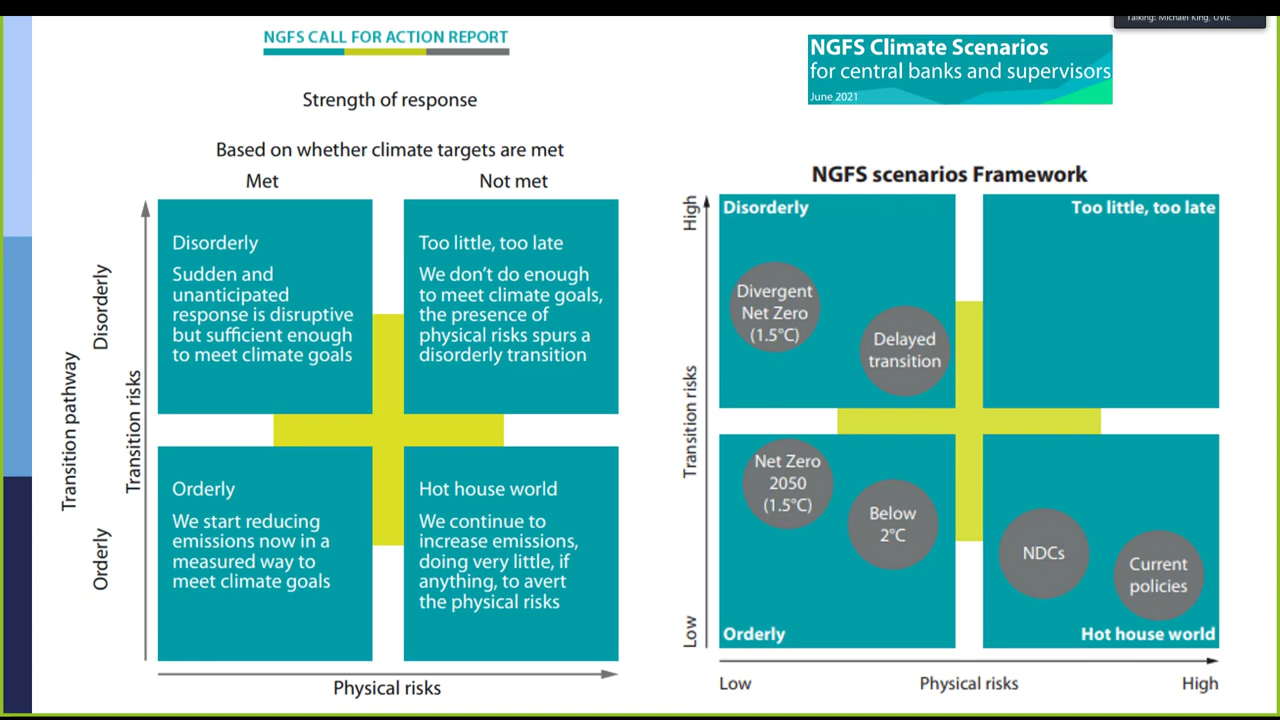 Talking: Michael King, UVic
NGFS CALL FOR ACTION REPORT
Strength of response
Based on whether climate targets are met
Met
Not met
Transition pathway
Disorderly
Orderly
Transition risks
Disorderly
Sudden and
unanticipated
response is disruptive
but sufficient enough
to meet climate goals
Too little, too late
We don't do enough
to meet climate goals,
the presence of
physical risks spurs a
disorderly transition
Orderly
We start reducing
emissions now in a
measured way to
meet climate goals
Hot house world
We continue to
increase emissions,
doing very little, if
anything, to avert
the physical risks
Physical risks
NGFS Climate Scenarios
for central banks and supervisors
June 2021
NGFS scenarios Framework
High
Transition risks
Low
Disorderly
Divergent
Net Zero
(1.5°C)
Delayed
transition
Too little, too late
Net Zero
2050
(1.5°C)
Below
2°C
Orderly
NDCs
Current
policies
Hot house world
Low
Physical risks
High